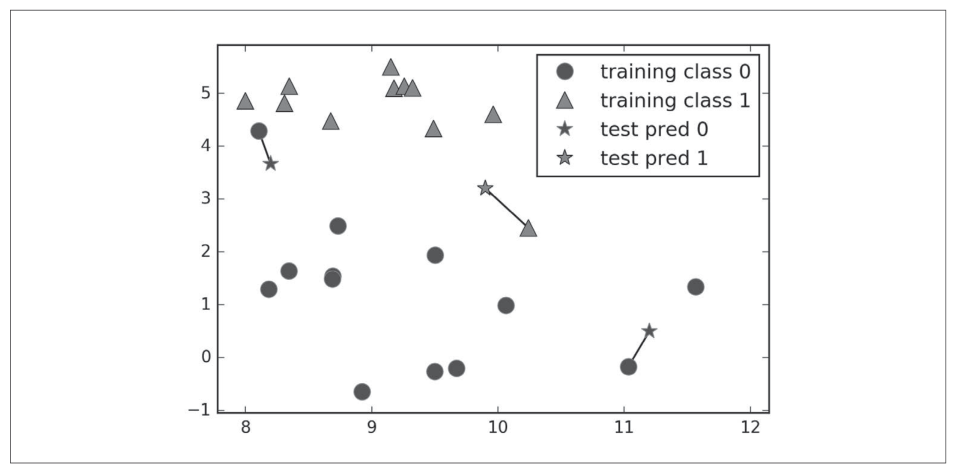 training class 0
training class 1
test pred 0
test pred 1
5
4
3
2
1
0
−1
8 9 10 11 12